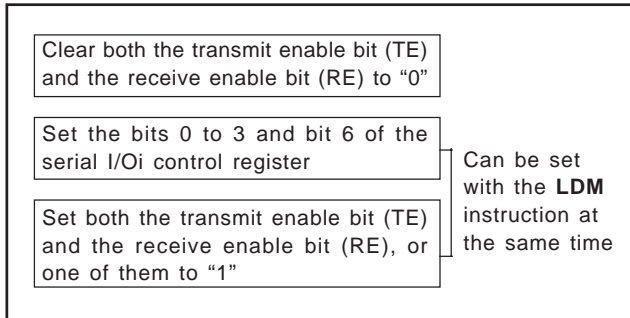 Clear both the transmit enable bit (TE)
and the receive enable bit (RE) to “0”
Set the bits 0 to 3 and bit 6 of the
serial I/Oi control register
Set both the transmit enable bit (TE)
and the receive enable bit (RE), or
one of them to “1”
Can be set
with the LDM
instruction at
the same time